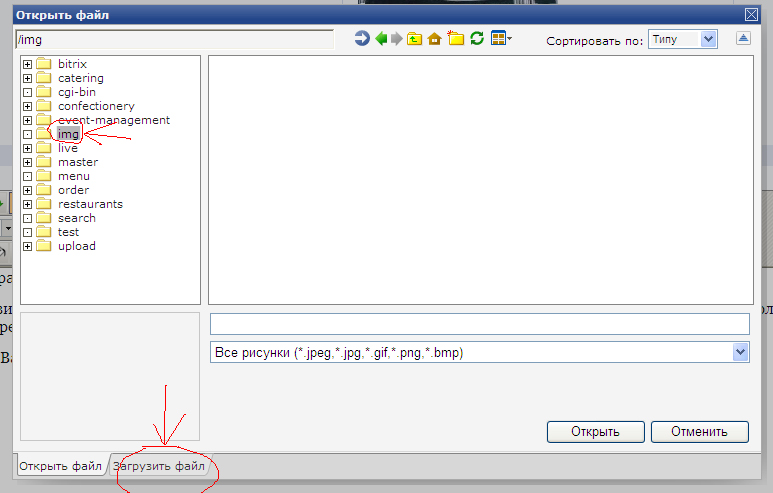 Открыть файл
/img
Сортировать по:
Типу
bitrix
catering
cgi-bin
confectionery
event-management
img
live
master
menu
order
restaurants
search
test
upload
Все рисунки (*.jpeg,*.jpg,*.gif,*.png,*.bmp)
Открыть
Отменить
Открыть файл
Загрузить файл